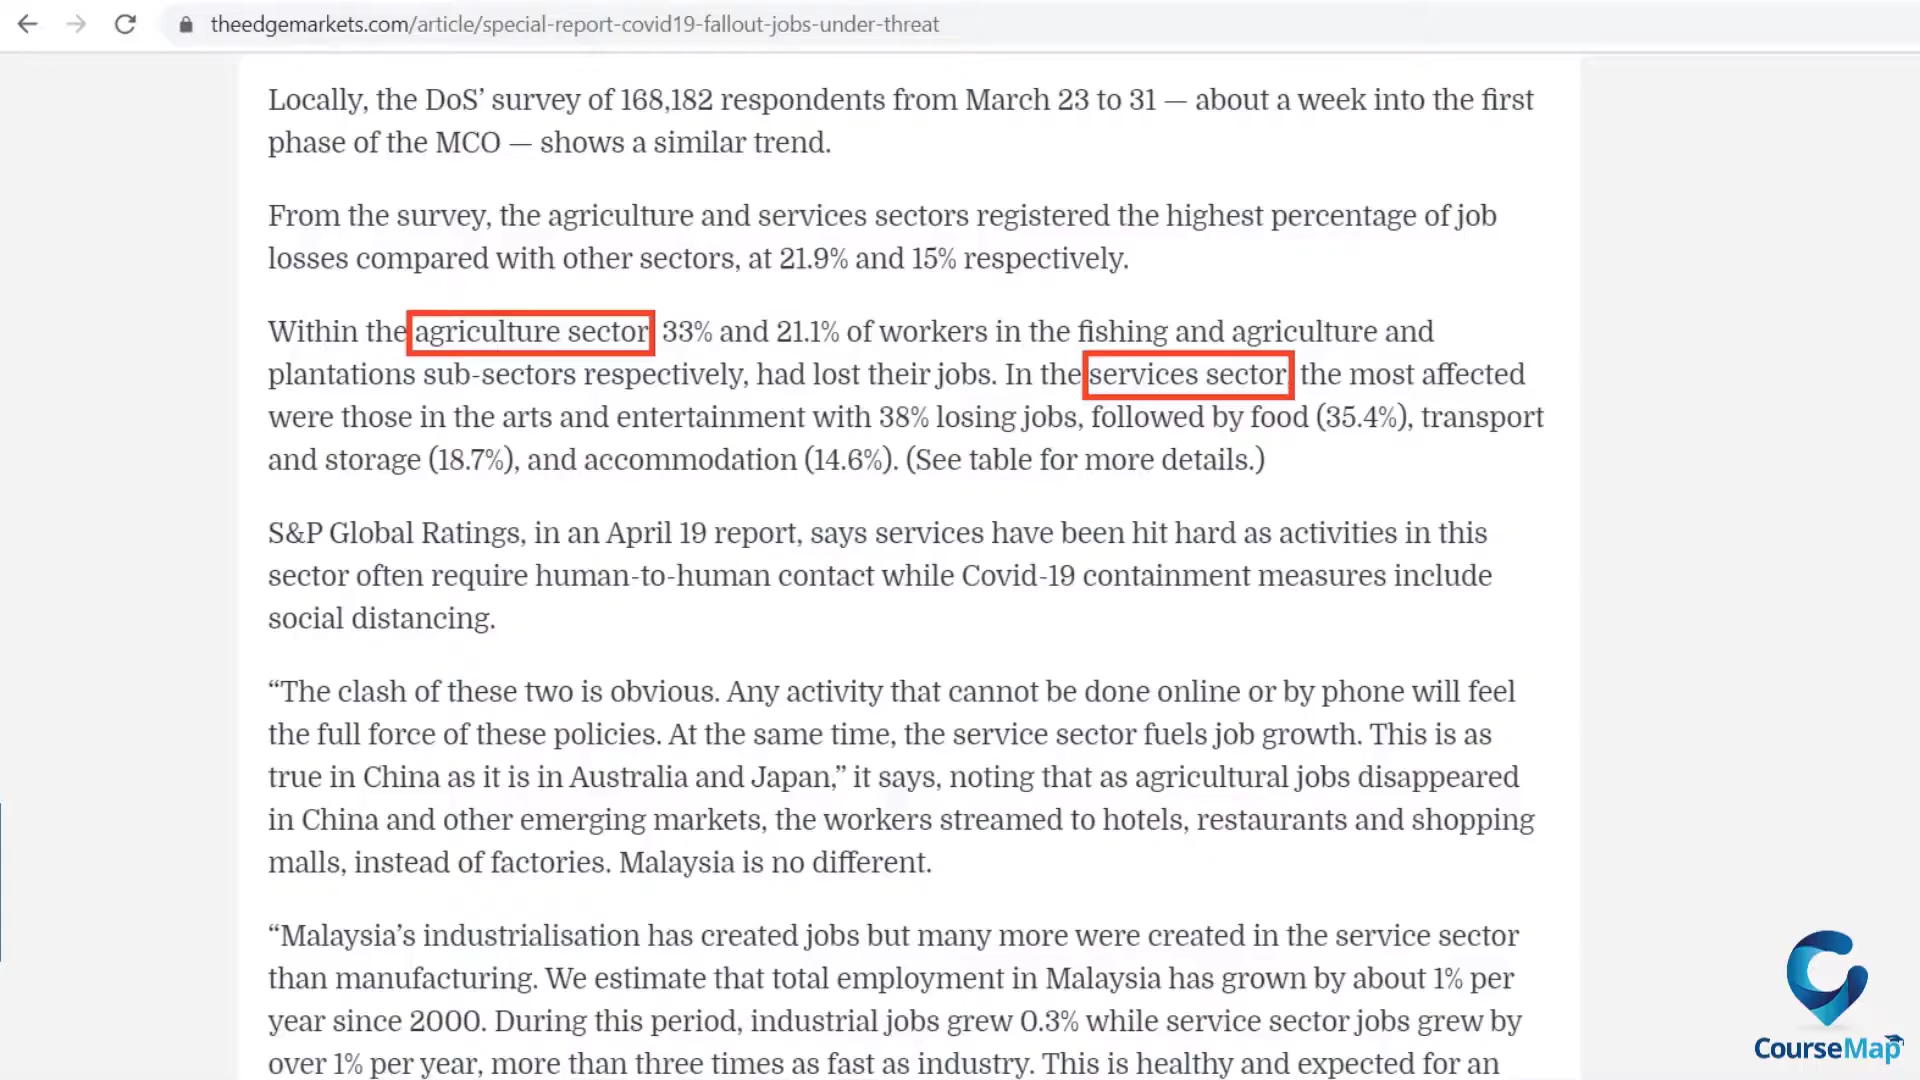 theedgemarkets.com/article/special-report-covid19-fallout-jobs-under-threat
Locally, the DoS’ survey of 168,182 respondents from March 23 to 31 — about a week into the first
phase of the MCO — shows a similar trend.
From the survey, the agriculture and services sectors registered the highest percentage of job
losses compared with other sectors, at 21.9% and 15% respectively.
Within the agriculture sector 33% and 21.1% of workers in the fishing and agriculture and
plantations sub-sectors respectively, had lost their jobs. In the services sector, the most affected
were those in the arts and entertainment with 38% losing jobs, followed by food (35.4%), transport
and storage (18.7%), and accommodation (14.6%). (See table for more details.)
S&P Global Ratings, in an April 19 report, says services have been hit hard as activities in this
sector often require human-to-human contact while Covid-19 containment measures include
social distancing.
“The clash of these two is obvious. Any activity that cannot be done online or by phone will feel
the full force of these policies. At the same time, the service sector fuels job growth. This is as
true in China as it is in Australia and Japan,” it says, noting that as agricultural jobs disappeared
in China and other emerging markets, the workers streamed to hotels, restaurants and shopping
malls, instead of factories. Malaysia is no different.
“Malaysia’s industrialisation has created jobs but many more were created in the service sector
than manufacturing. We estimate that total employment in Malaysia has grown by about 1% per
year since 2000. During this period, industrial jobs grew 0.3% while service sector jobs grew by
over 1% per year, more than three times as fast as industry. This is healthy and expected for an
CourseMap